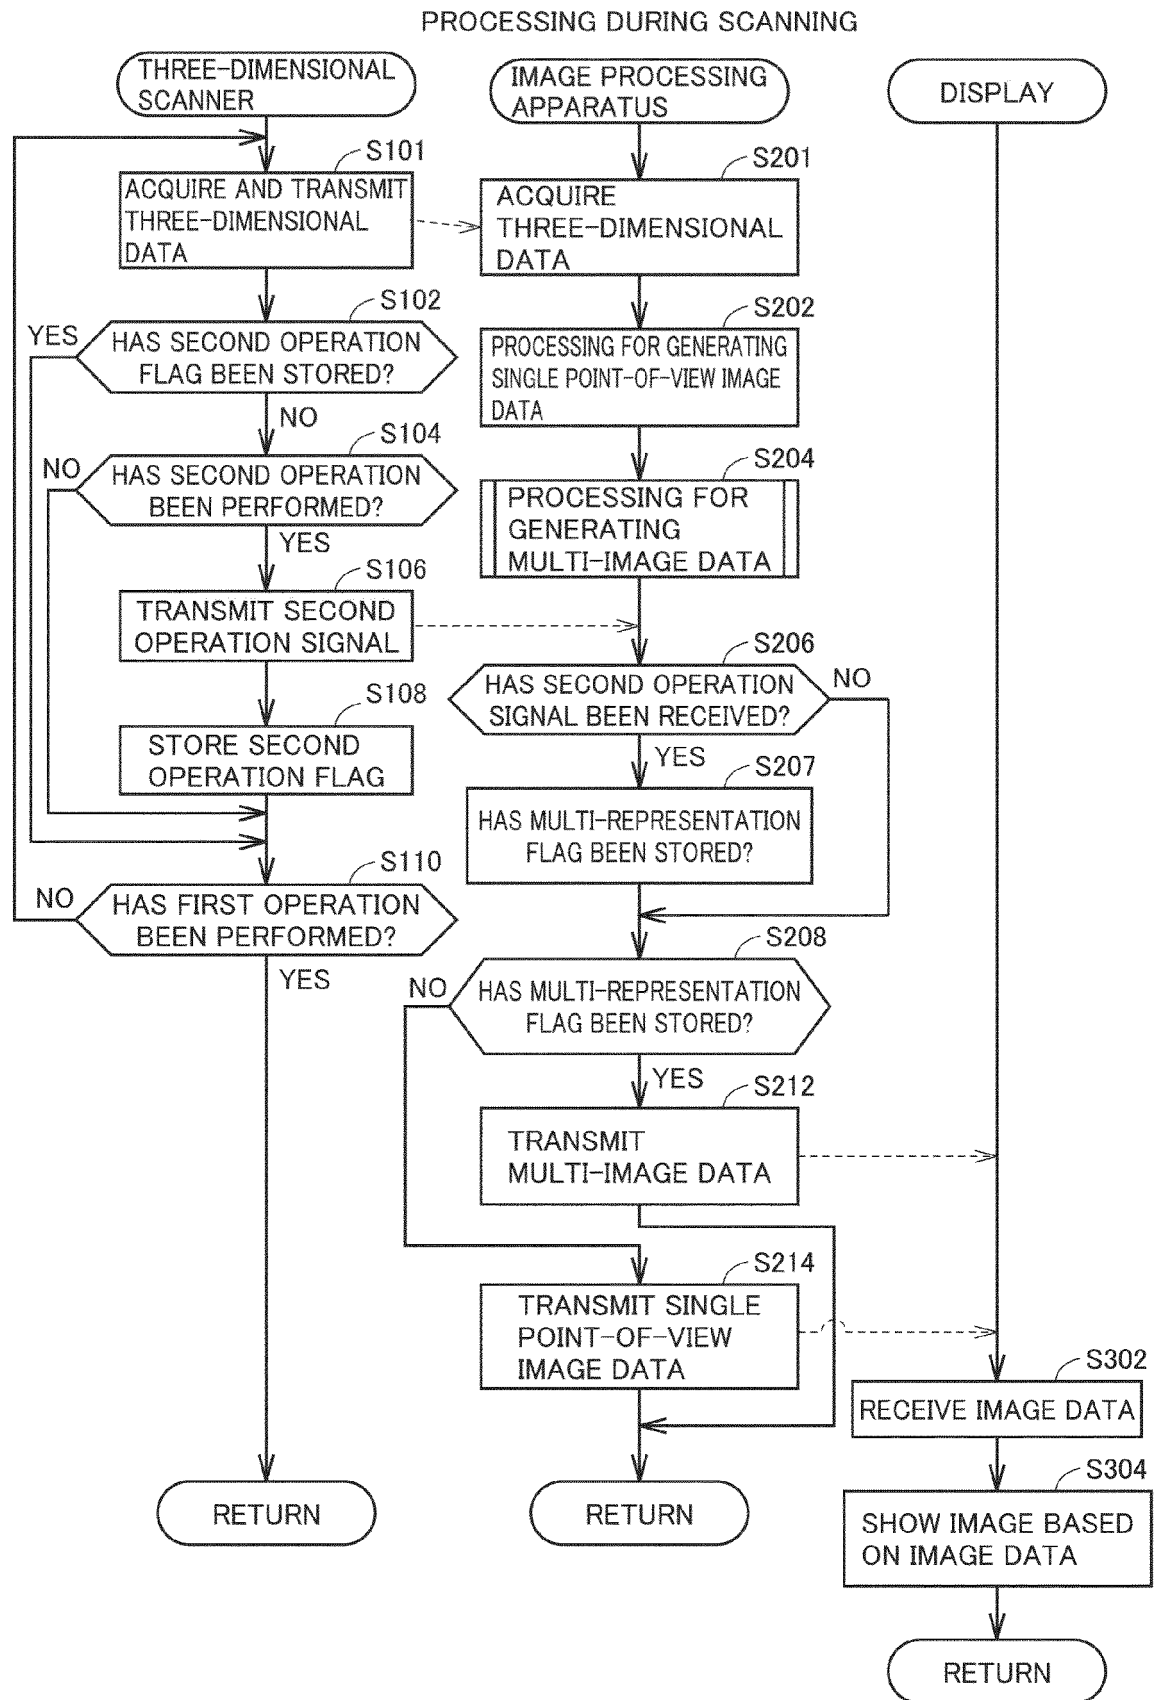 PROCESSING DURING SCANNING
THREE-DIMENSIONAL
SCANNER
S101
ACQUIRE AND TRANSMIT
THREE-DIMENSIONAL
DATA
S102
YES
HAS SECOND OPERATION
FLAG BEEN STORED?
NO
S104
NO
HAS SECOND OPERATION
BEEN PERFORMED?
YES
S106
TRANSMIT SECOND
OPERATION SIGNAL
S108
STORE SECOND
OPERATION FLAG
S110
NO
HAS FIRST OPERATION
BEEN PERFORMED?
YES
RETURN
IMAGE PROCESSING
APPARATUS
S201
ACQUIRE
THREE-DIMENSIONAL
DATA
S202
PROCESSING FOR GENERATING
SINGLE POINT-OF-VIEW IMAGE
DATA
S204
PROCESSING FOR
GENERATING
MULTI-IMAGE DATA
S206
HAS SECOND OPERATION
SIGNAL BEEN RECEIVED?
NO
YES
S207
HAS MULTI-REPRESENTATION
FLAG BEEN STORED?
S208
NO
HAS MULTI-REPRESENTATION
FLAG BEEN STORED?
YES
S212
TRANSMIT
MULTI-IMAGE DATA
S214
TRANSMIT SINGLE
POINT-OF-VIEW
IMAGE DATA
RETURN
DISPLAY
S302
RECEIVE IMAGE DATA
S304
SHOW IMAGE BASED
ON IMAGE DATA
RETURN